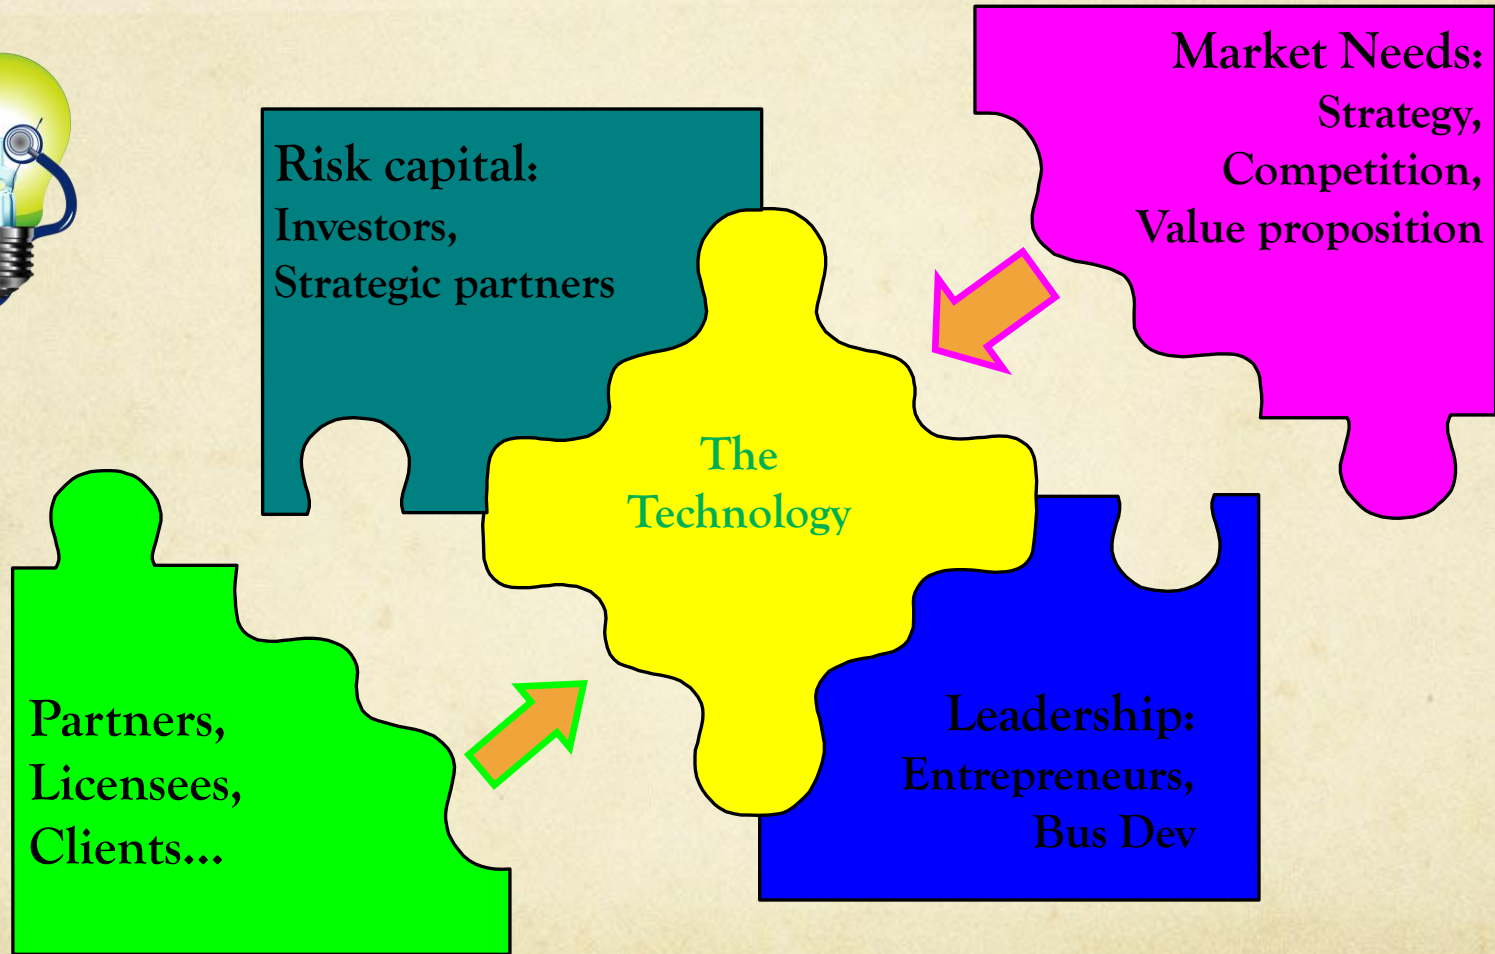 Market Needs:
Strategy,
Competition,
Value proposition
Risk capital:
Investors,
Strategic partners
The
Technology
Partners,
Licensees,
Clients...
Leadership:
Entrepreneurs,
Bus Dev